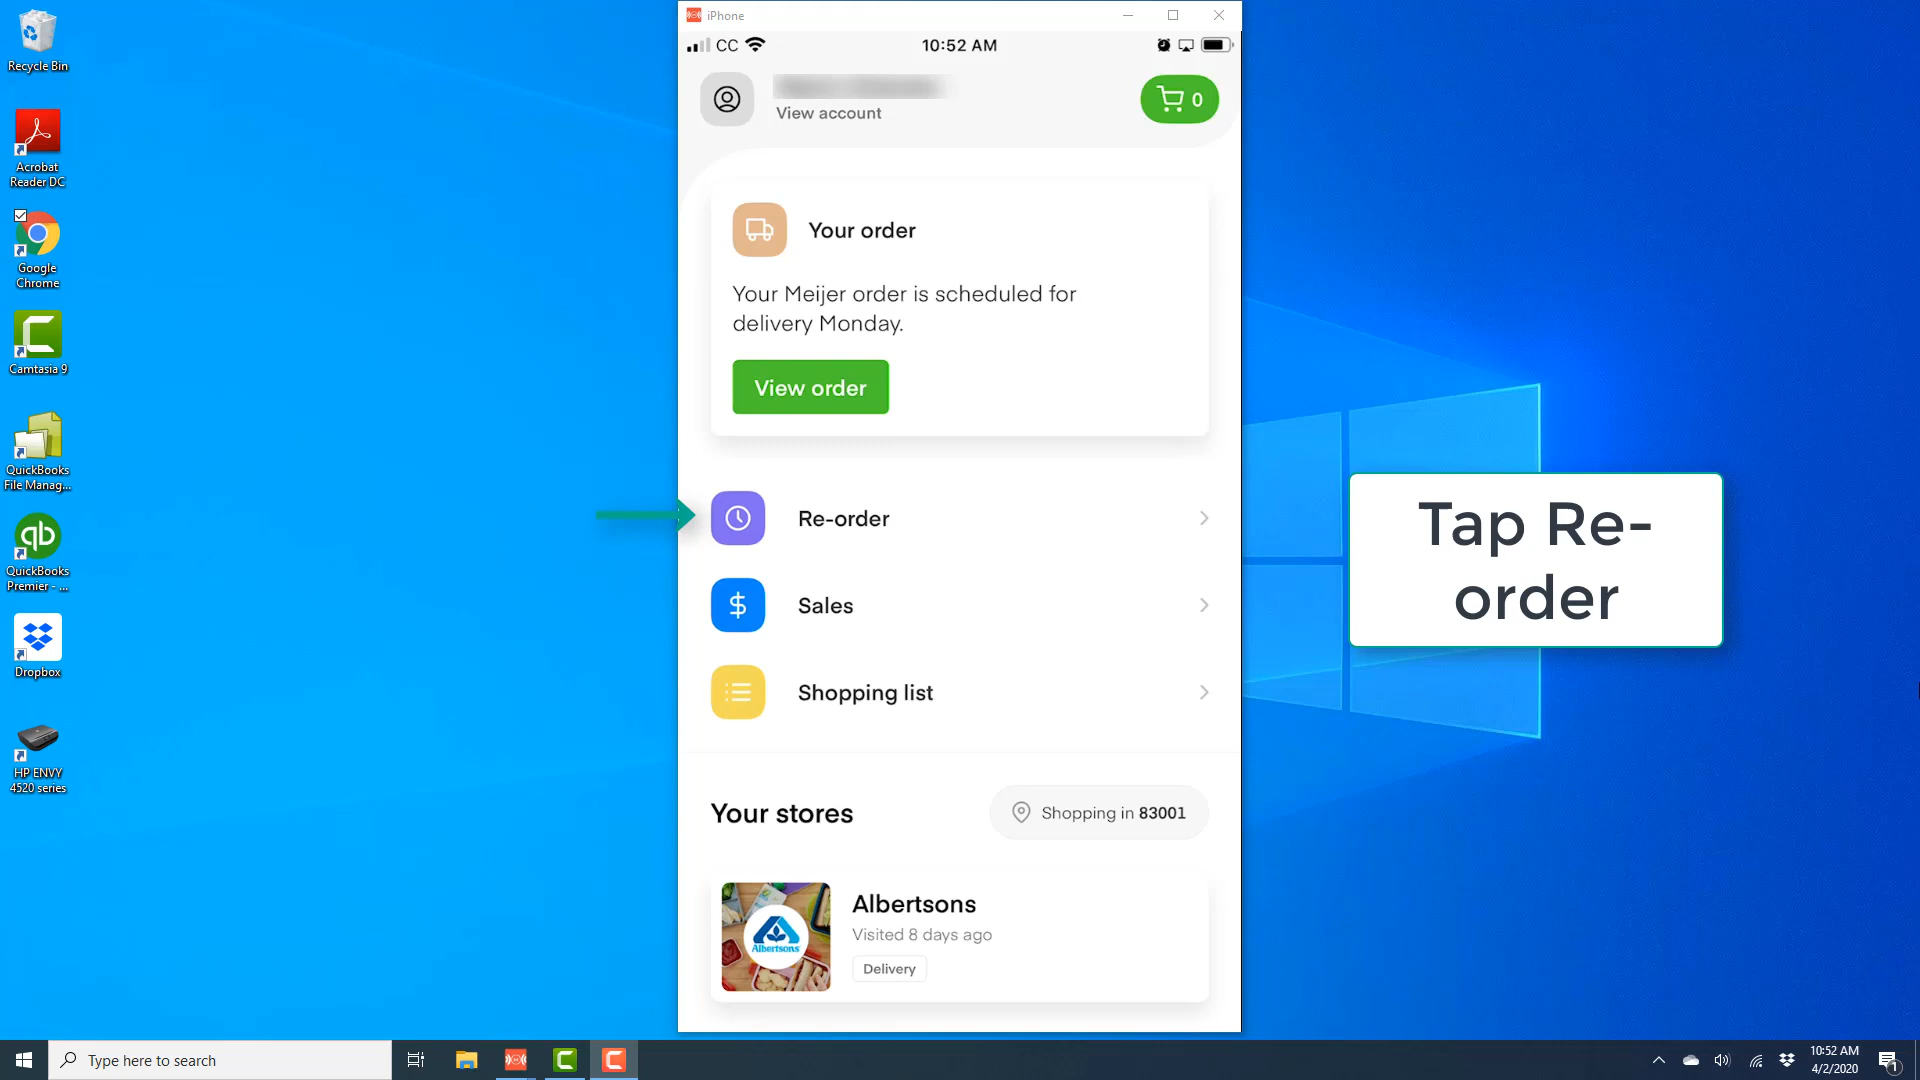 Recycle Bin
Acrobat
Reader DC
Google
Chrome
Camtasia 9
QuickBooks
File Manag...
QuickBooks
Premier - ...
Dropbox
HP ENVY
4520 series
iPhone
CC
10:52 AM
View account
0
Your order
Your Meijer order is scheduled for
delivery Monday.
View order
Re-order
Sales
Shopping list
Your stores
Shopping in 83001
Albertsons
Albertsons
Visited 8 days ago
Delivery
Tap Re-
order
Type here to search
10:52 AM
4/2/2020
1